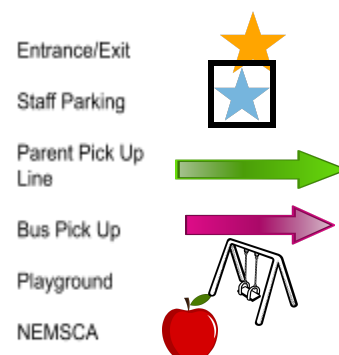 Entrance/Exit
Staff Parking
Parent Pick Up
Line
Bus Pick Up
Playground
NEMSCA